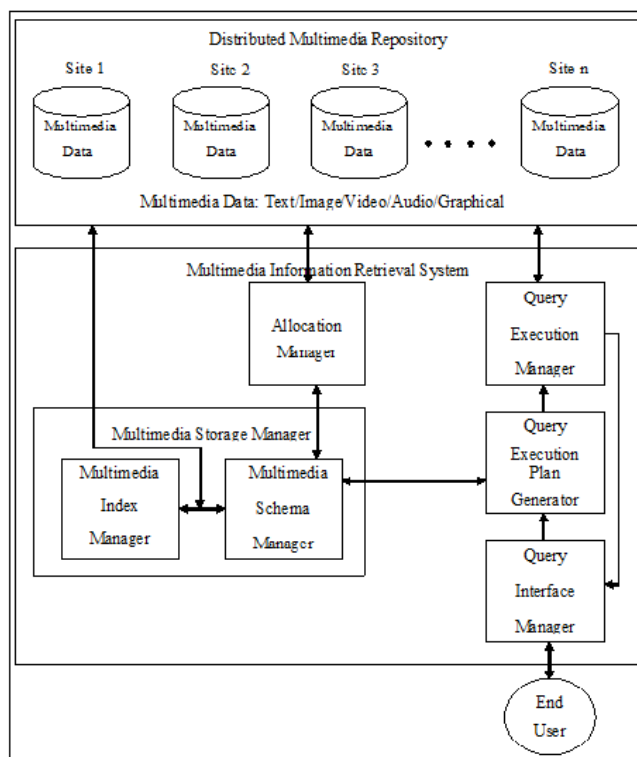 Distributed Multimedia Repository
Site 1
Site 2
Site 3
Site n
Multimedia
Data
Multimedia
Data
Multimedia
Data
Multimedia
Data
Multimedia Data: Text/Image/Video/Audio/Graphical
Multimedia Information Retrieval System
Allocation
Manager
Query
Execution
Manager
Multimedia Storage Manager
Multimedia
Index
Manager
Multimedia
Schema
Manager
Query
Execution
Plan
Generator
Query
Interface
Manager
End
User